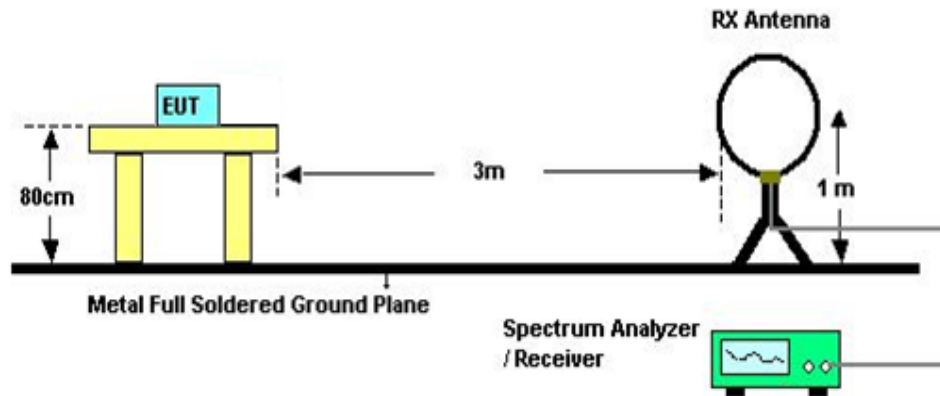 RX Antenna
EUT
3m
80cm
1 m
Metal Full Soldered Ground Plane
Spectrum Analyzer
/ Receiver